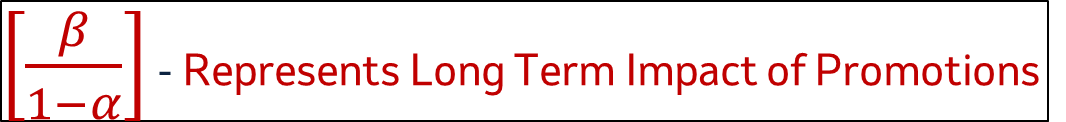 [β/1−α] - Represents Long Term Impact of Promotions